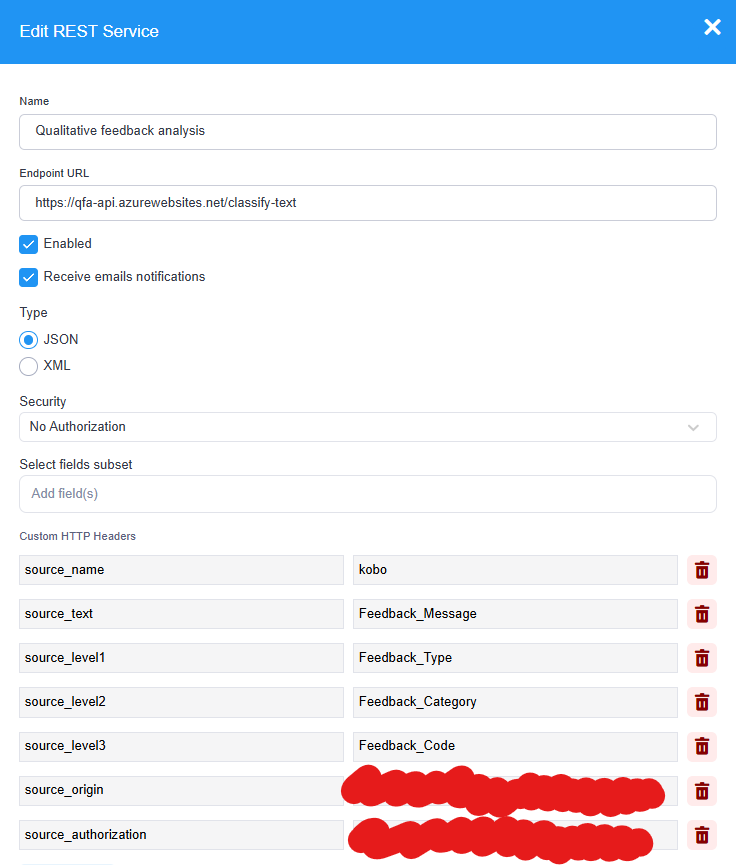 Edit REST Service
Name
Qualitative feedback analysis
Endpoint URL
https://qfa-api.azurewebsites.net/classify-text
Enabled
Receive emails notifications
Type
JSON
XML
Security
No Authorization
Select fields subset
Add field(s)
Custom HTTP Headers
source_name kobo
source_text Feedback_Message
source_level1 Feedback_Type
source_level2 Feedback_Category
source_level3 Feedback_Code
source_origin
source_authorization